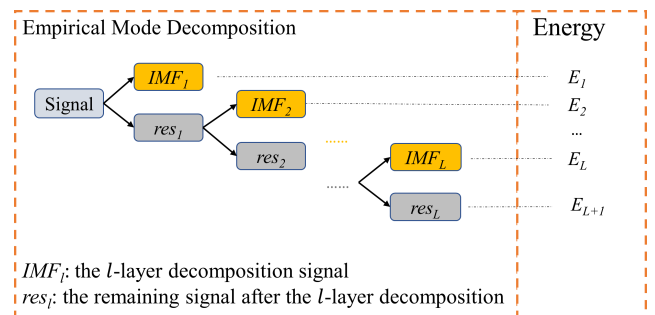 Empirical Mode Decomposition
Energy
IMF1
E1
Signal
IMF2
E2
res1
...
......
res2
IMFL
EL
......
resL
EL+1
IMFl: the l-layer decomposition signal
resl: the remaining signal after the l-layer decomposition